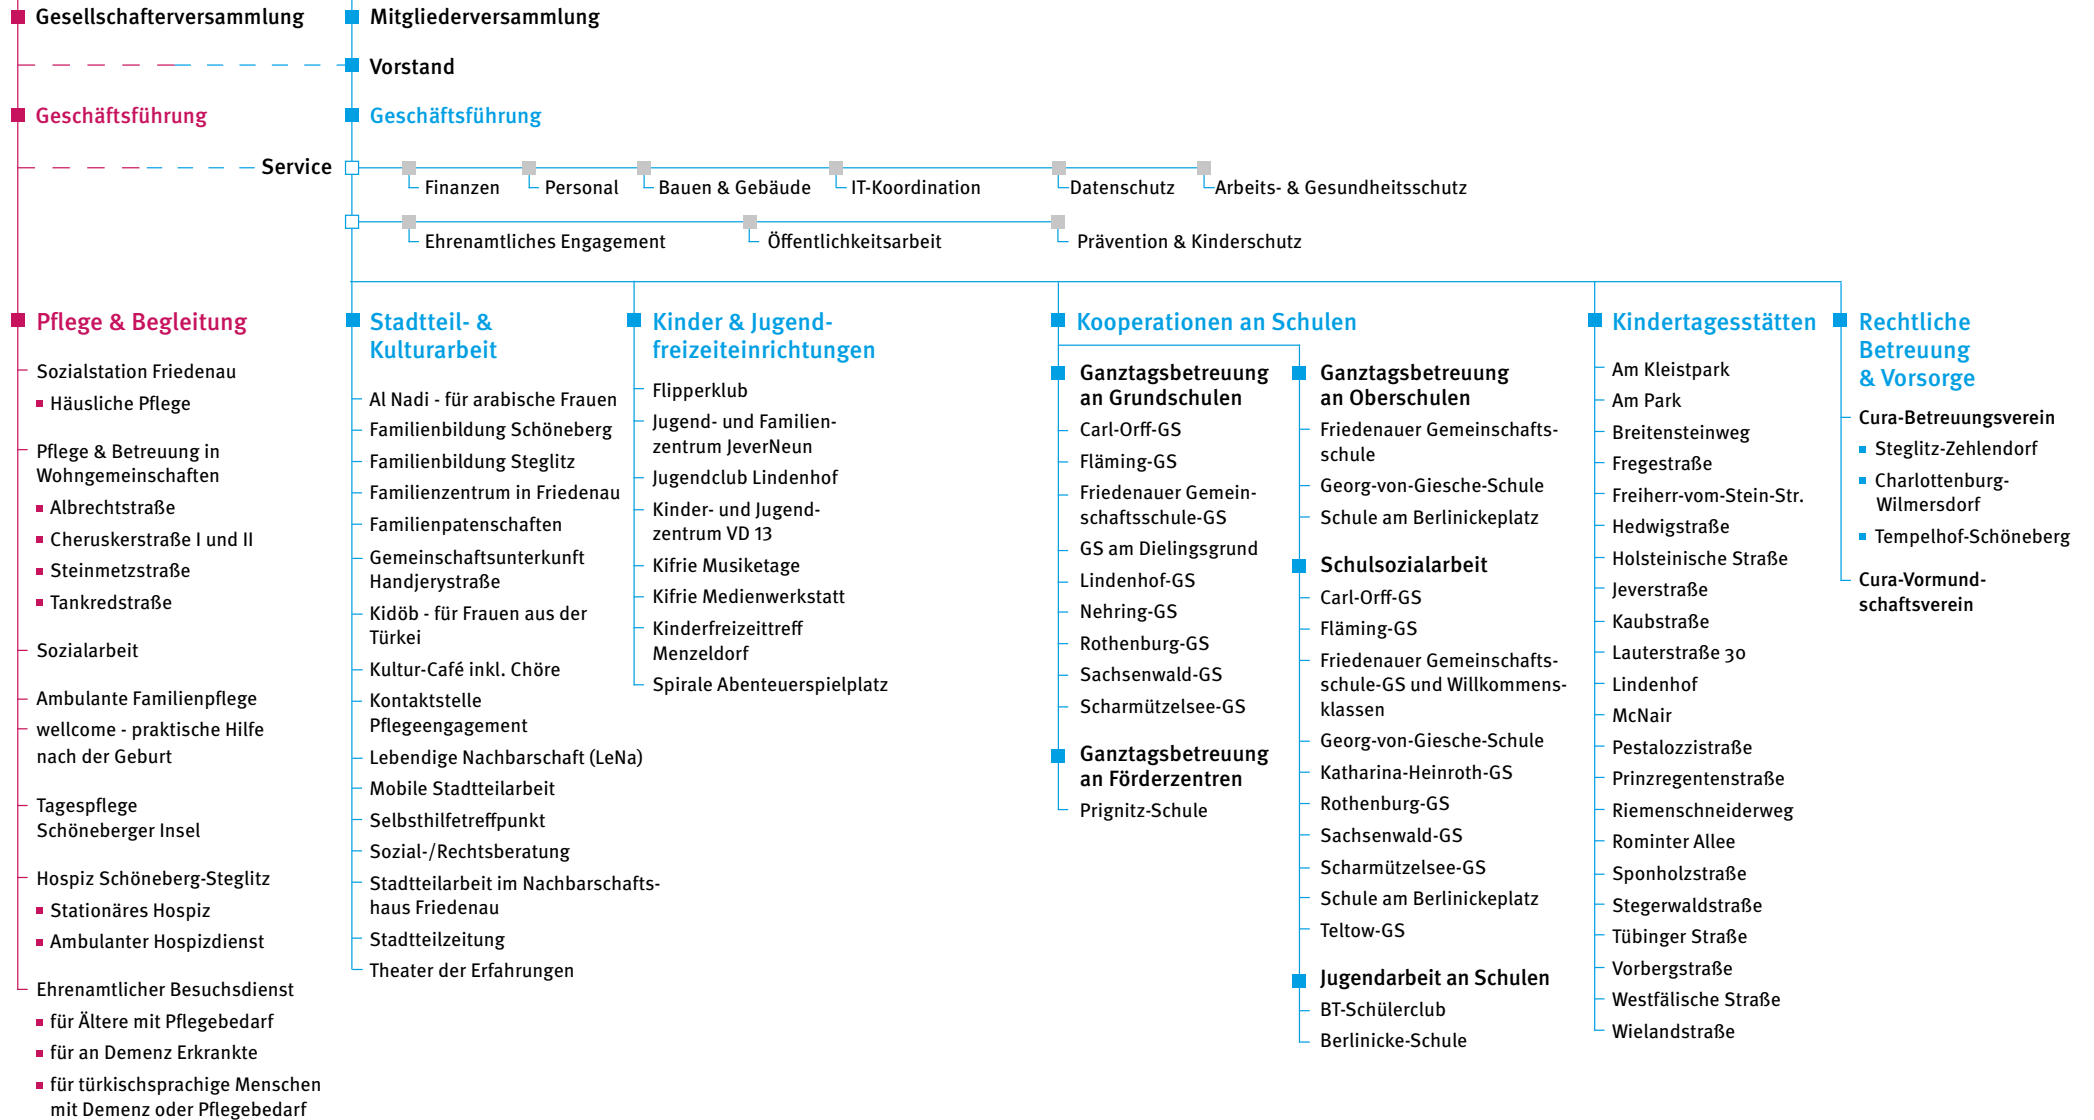 Gesellschafterversammlung
Mitgliederversammlung
Vorstand
Geschäftsführung
Geschäftsführung
Service
Finanzen
Personal
Bauen & Gebäude
IT-Koordination
Datenschutz
Arbeits- & Gesundheitsschutz
Ehrenamtliches Engagement
Öffentlichkeitsarbeit
Prävention & Kinderschutz
Pflege & Begleitung
Sozialstation Friedenau
Häusliche Pflege
Pflege & Betreuung in
Wohngemeinschaften
Albrechtstraße
Cheruskerstraße I und II
Steinmetzstraße
Tankredstraße
Sozialarbeit
Ambulante Familienpflege
wellcome - praktische Hilfe
nach der Geburt
Tagespflege
Schöneberger Insel
Hospiz Schöneberg-Steglitz
Stationäres Hospiz
Ambulanter Hospizdienst
Ehrenamtlicher Besuchsdienst
für Ältere mit Pflegebedarf
für an Demenz Erkrankte
für türkischsprachige Menschen
mit Demenz oder Pflegebedarf
Stadtteil- &
Kulturarbeit
Al Nadi - für arabische Frauen
Familienbildung Schöneberg
Familienbildung Steglitz
Familienzentrum in Friedenau
Familienpatenschaften
Gemeinschaftsunterkunft
Handjerystraße
Kidöb - für Frauen aus der
Türkei
Kultur-Café inkl. Chöre
Kontaktstelle
Pflegeengagement
Lebendige Nachbarschaft (LeNa)
Mobile Stadtteilarbeit
Selbsthilfetreffpunkt
Sozial-/Rechtsberatung
Stadtteilarbeit im Nachbarschafts-
haus Friedenau
Stadtteilzeitung
Theater der Erfahrungen
Kinder & Jugend-
freizeiteinrichtungen
Flipperklub
Jugend- und Familien-
zentrum JeverNeun
Jugendclub Lindenhof
Kinder- und Jugend-
zentrum VD 13
Kifrie Musiketage
Kifrie Medienwerkstatt
Kinderfreizeittreff
Menzeldorf
Spirale Abenteuerspielplatz
Kooperationen an Schulen
Ganztagsbetreuung
an Grundschulen
Carl-Orff-GS
Fläming-GS
Friedenauer Gemein-
schaftsschule-GS
GS am Dielingsgrund
Lindenhof-GS
Nehring-GS
Rothenburg-GS
Sachsenwald-GS
Scharmützelsee-GS
Ganztagsbetreuung
an Förderzentren
Prignitz-Schule
Ganztagsbetreuung
an Oberschulen
Friedenauer Gemeinschafts-
schule
Georg-von-Giesche-Schule
Schule am Berlinickeplatz
Schulsozialarbeit
Carl-Orff-GS
Fläming-GS
Friedenauer Gemeinschafts-
schule-GS und Willkommens-
klassen
Georg-von-Giesche-Schule
Katharina-Heinroth-GS
Rothenburg-GS
Sachsenwald-GS
Scharmützelsee-GS
Schule am Berlinickeplatz
Teltow-GS
Jugendarbeit an Schulen
BT-Schülerclub
Berlinicke-Schule
Kindertagesstätten
Am Kleistpark
Am Park
Breitensteinweg
Fregestraße
Freiherr-vom-Stein-Str.
Hedwigstraße
Holsteinische Straße
Jeverstraße
Kaubstraße
Lauterstraße 30
Lindenhof
McNair
Pestalozzistraße
Prinzregentenstraße
Riemenschneiderweg
Rominter Allee
Sponholzstraße
Stegerwaldstraße
Tübinger Straße
Vorbergstraße
Westfälische Straße
Wielandstraße
Rechtliche
Betreuung
& Vorsorge
Cura-Betreuungsverein
Steglitz-Zehlendorf
Charlottenburg-
Wilmersdorf
Tempelhof-Schöneberg
Cura-Vormund-
schaftsverein